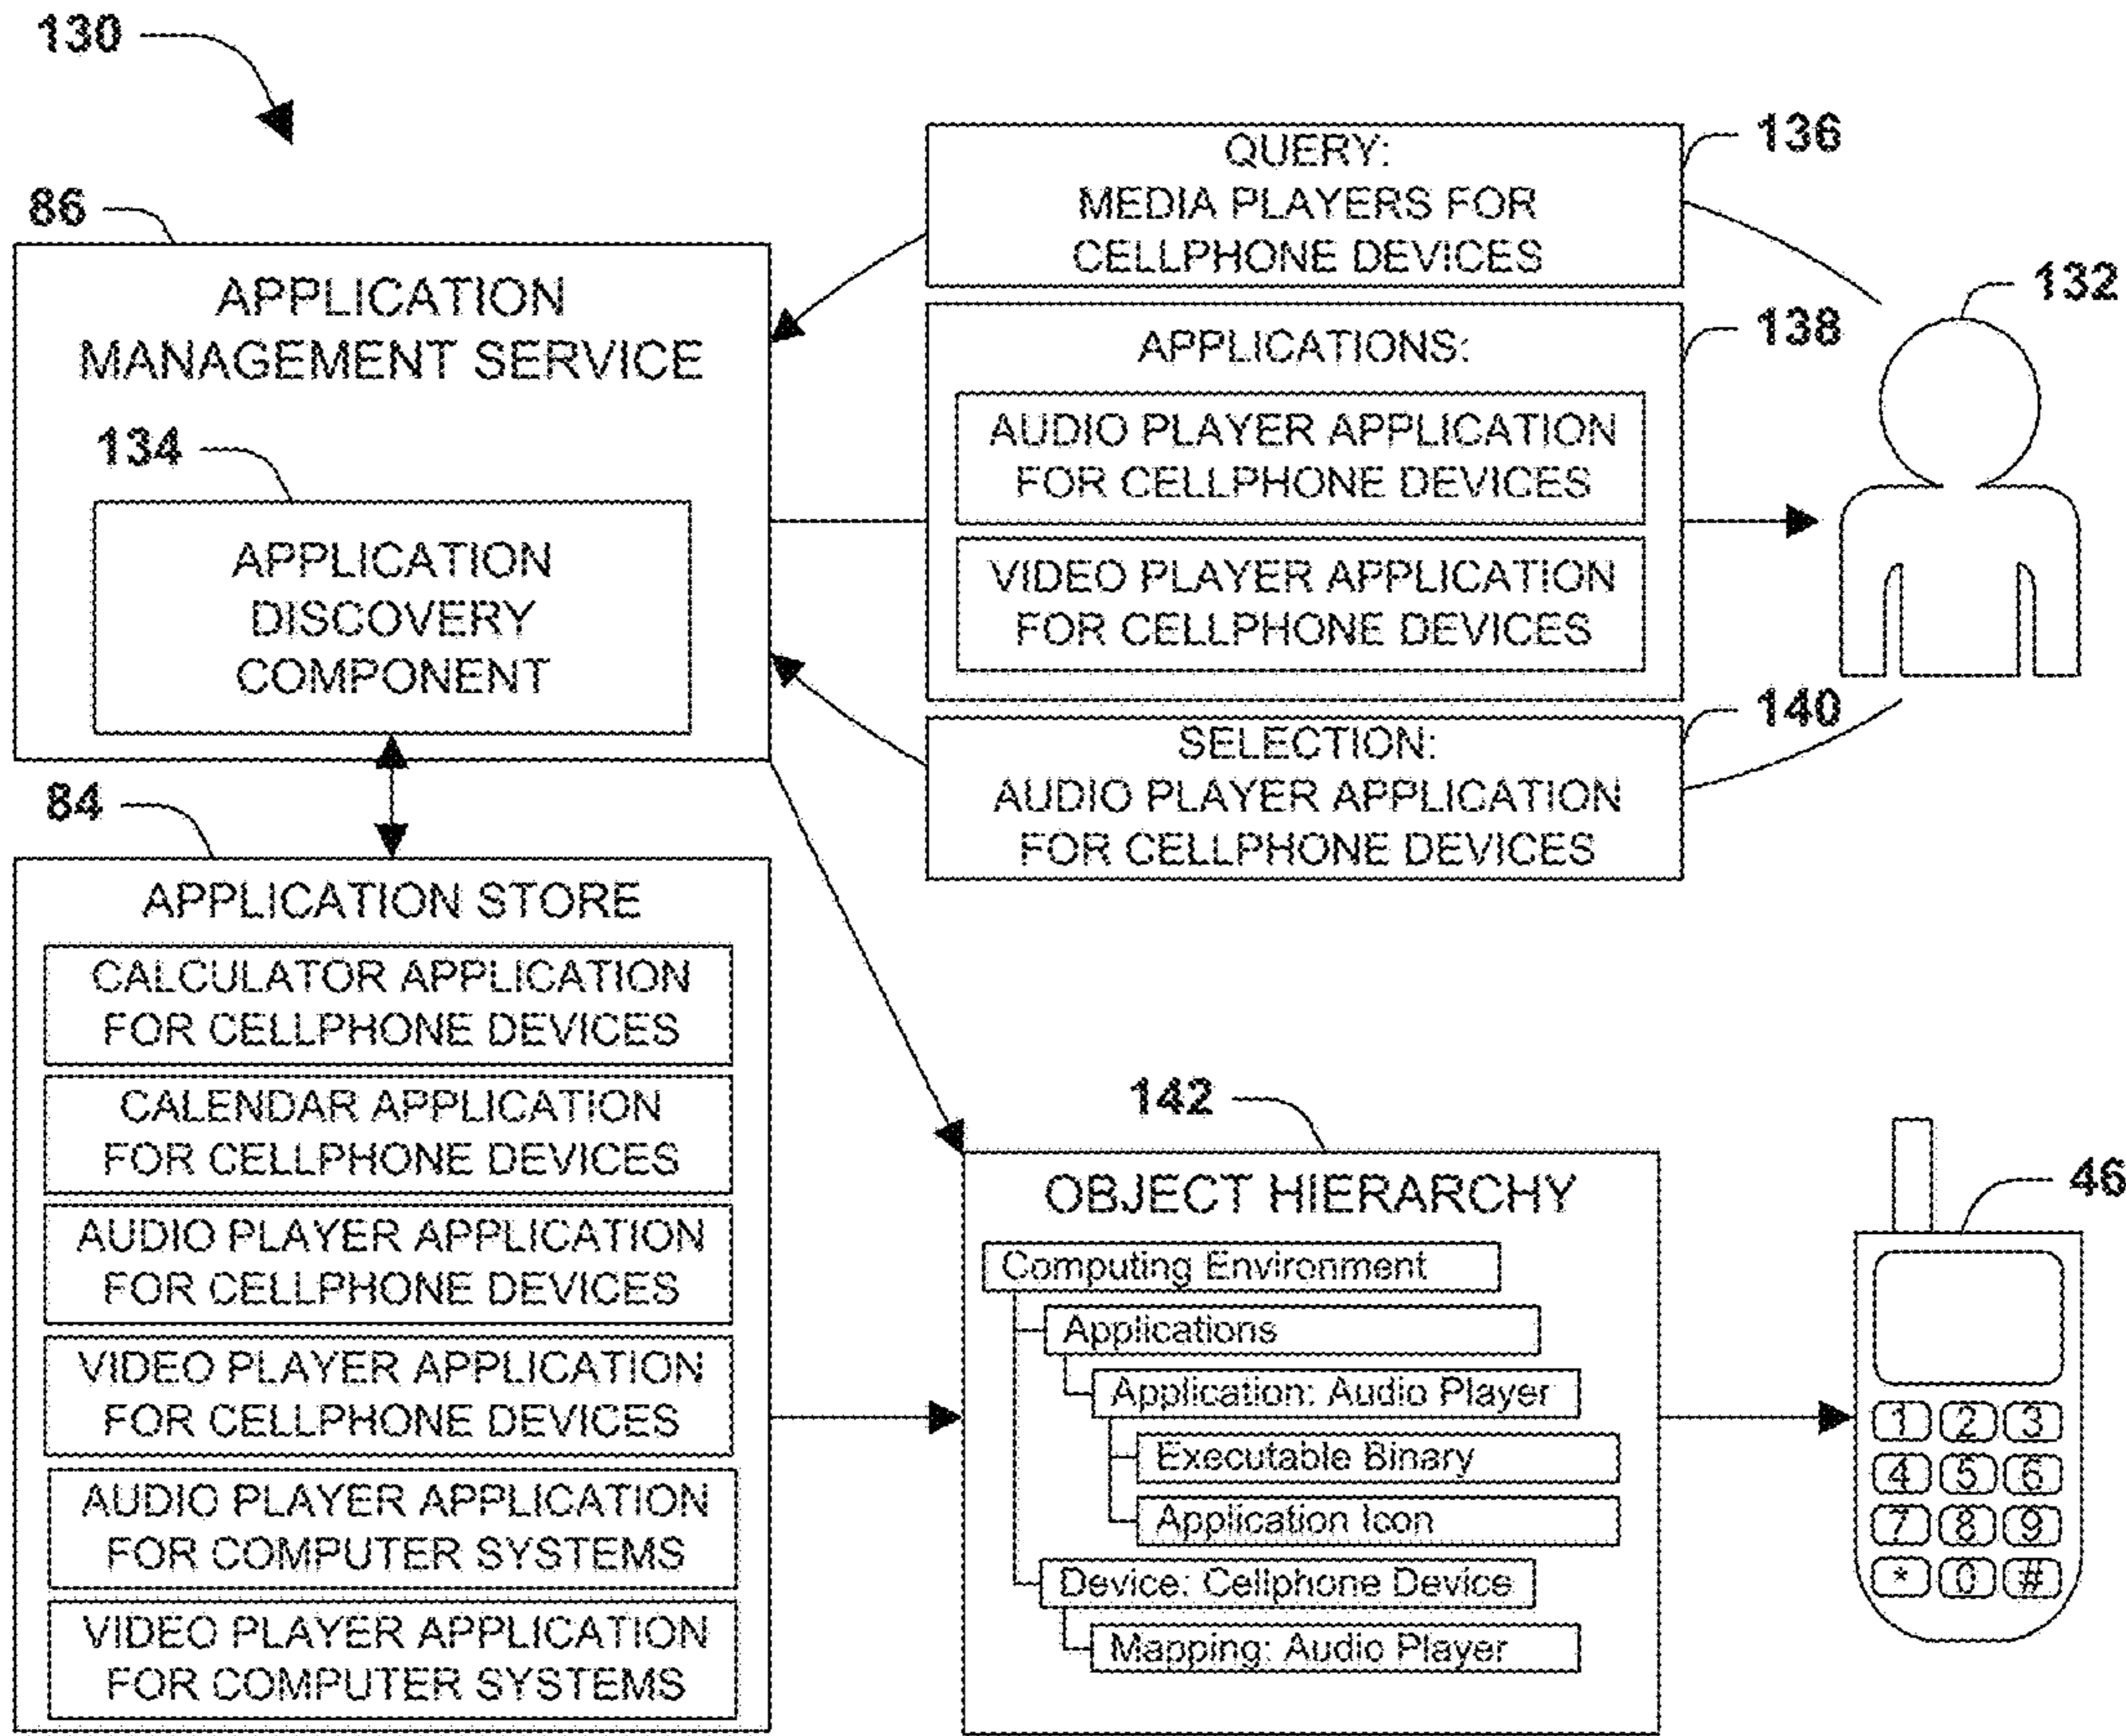 130
86
APPLICATION
MANAGEMENT SERVICE
134
APPLICATION
DISCOVERY
COMPONENT
136
QUERY:
MEDIA PLAYERS FOR
CELLPHONE DEVICES
138
APPLICATIONS:
AUDIO PLAYER APPLICATION
FOR CELLPHONE DEVICES
VIDEO PLAYER APPLICATION
FOR CELLPHONE DEVICES
132
140
SELECTION:
AUDIO PLAYER APPLICATION
FOR CELLPHONE DEVICES
84
APPLICATION STORE
CALCULATOR APPLICATION
FOR CELLPHONE DEVICES
CALENDAR APPLICATION
FOR CELLPHONE DEVICES
AUDIO PLAYER APPLICATION
FOR CELLPHONE DEVICES
VIDEO PLAYER APPLICATION
FOR CELLPHONE DEVICES
AUDIO PLAYER APPLICATION
FOR COMPUTER SYSTEMS
VIDEO PLAYER APPLICATION
FOR COMPUTER SYSTEMS
142
OBJECT HIERARCHY
Computing Environment
Applications
Application: Audio Player
Executable Binary
Application Icon
Device: Cellphone Device
Mapping: Audio Player
46
1 2 3
4 5 6
7 8 9
* 0 #